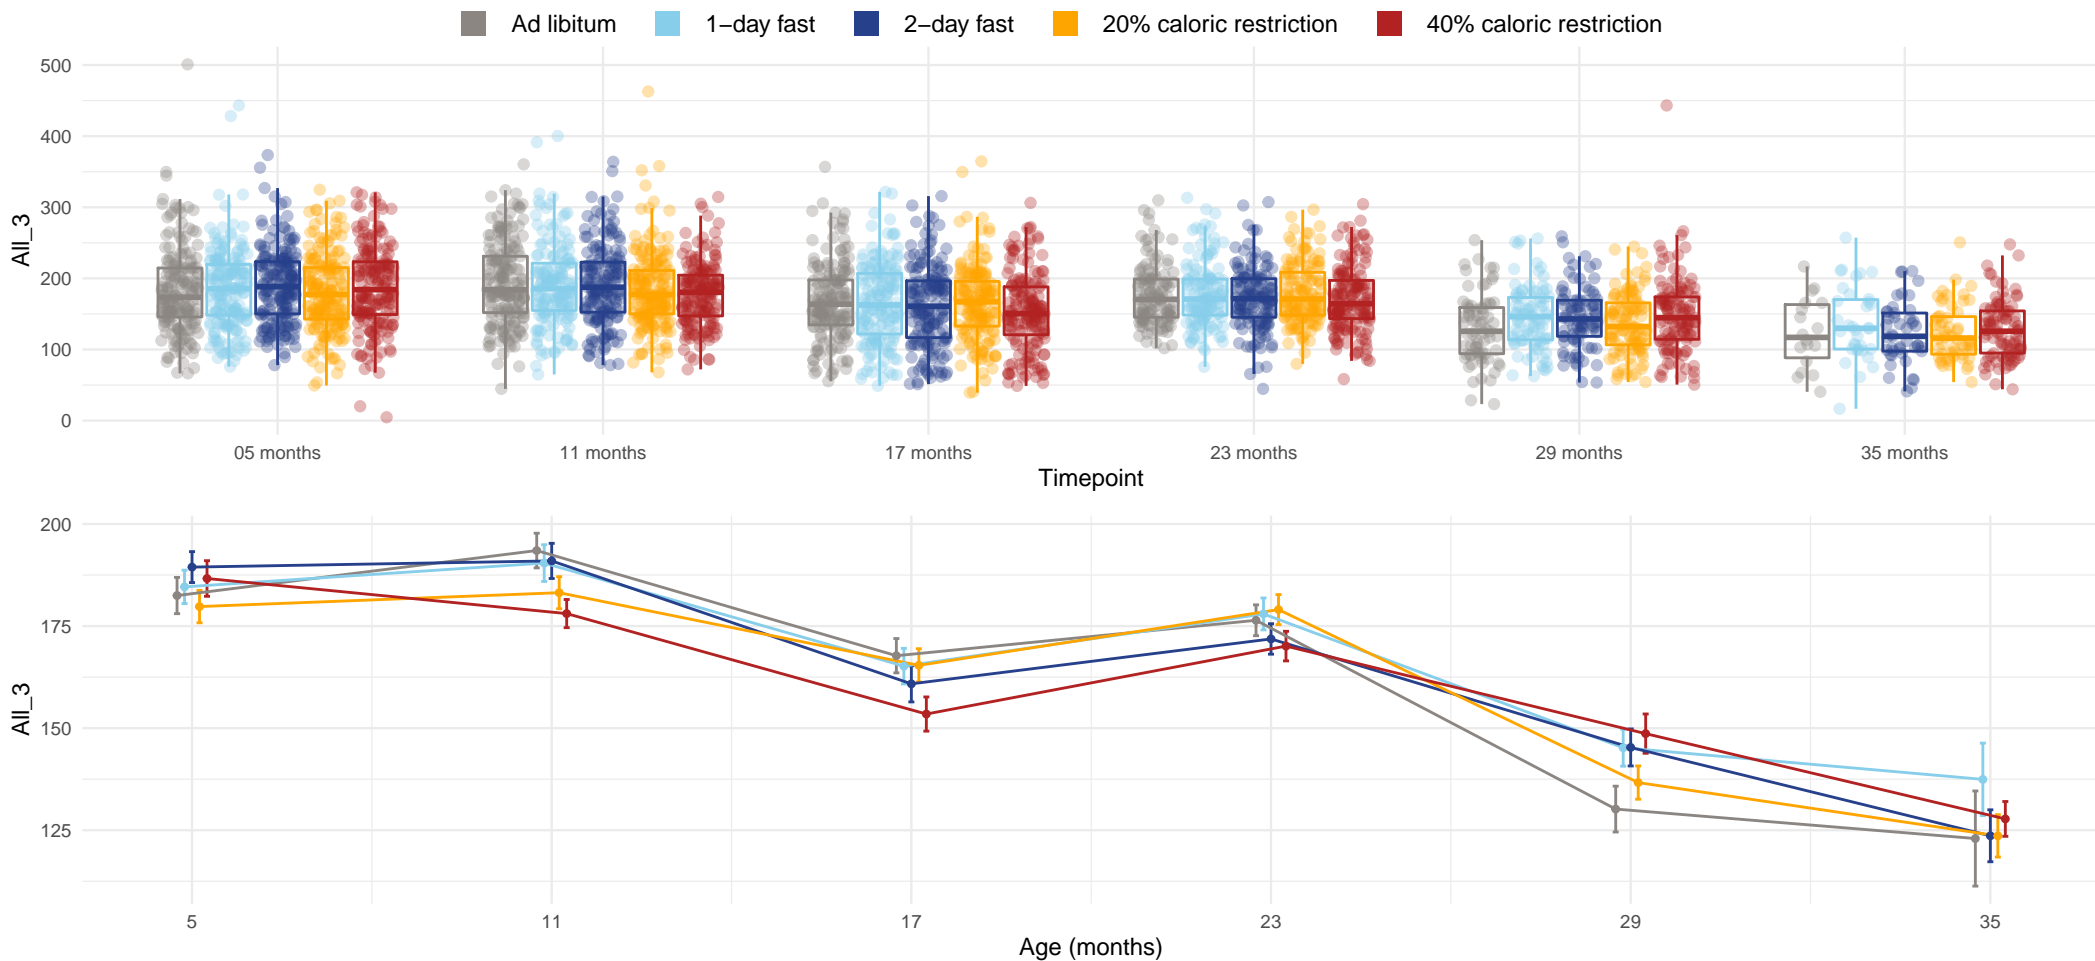 Ad libitum 1−day fast 2−day fast 20% caloric restriction 40% caloric restriction
500
400
300
200
100
0
All_3
05 months 11 months 17 months 23 months 29 months 35 months
Timepoint
200
175
150
125
All_3
5 11 17 23 29 35
Age (months)